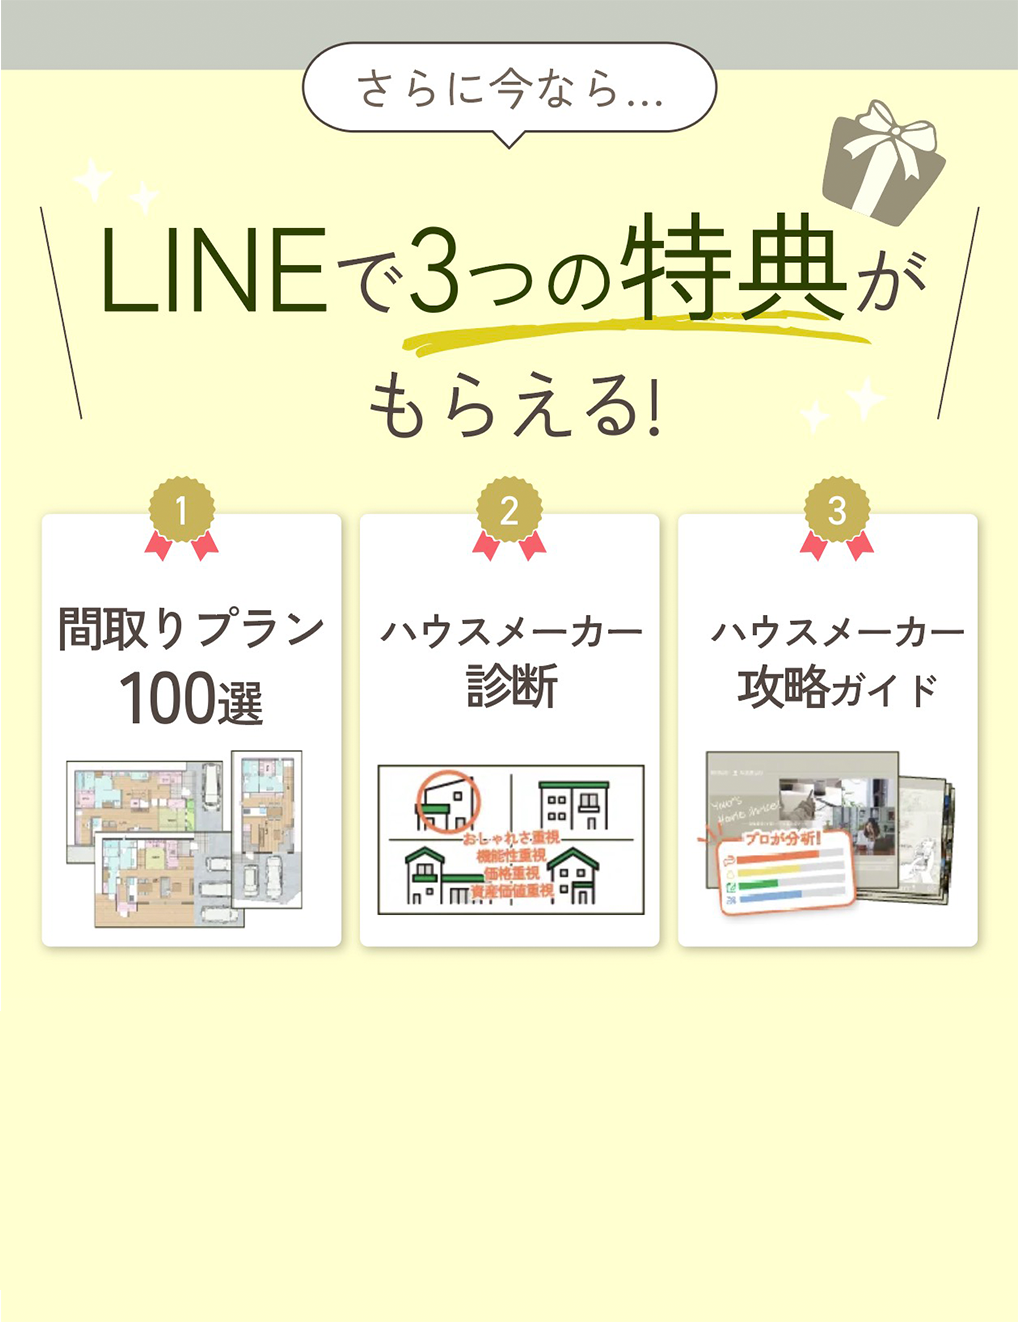 さらに今なら...
LINEで3つの特典が
もらえる!
1
2
3
間取りプラン
100選
ハウスメーカー
診断
おしゃれさ重視
機能性重視
価格重視
資産価値重視
ハウスメーカー
攻略ガイド
Your's
Home Advice!
プロが分析!